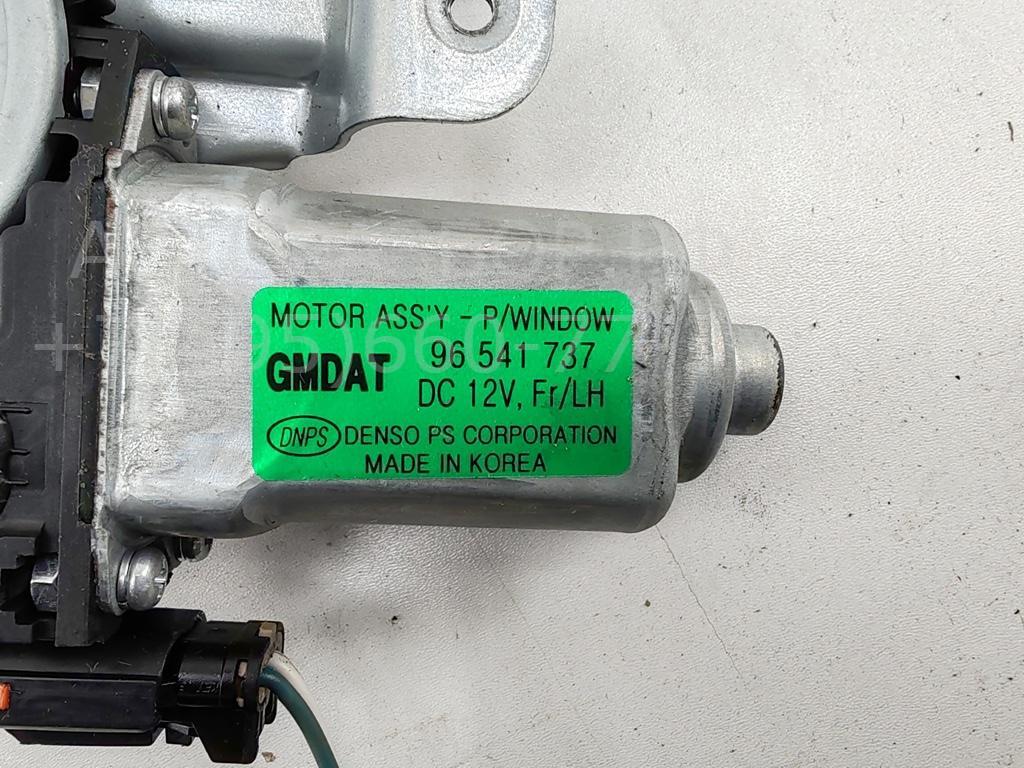 MOTOR ASS'Y - P/WINDOW
GMDAT 96 541 737
DC 12V, Fr/LH
DNPS DENSO PS CORPORATION
MADE IN KOREA